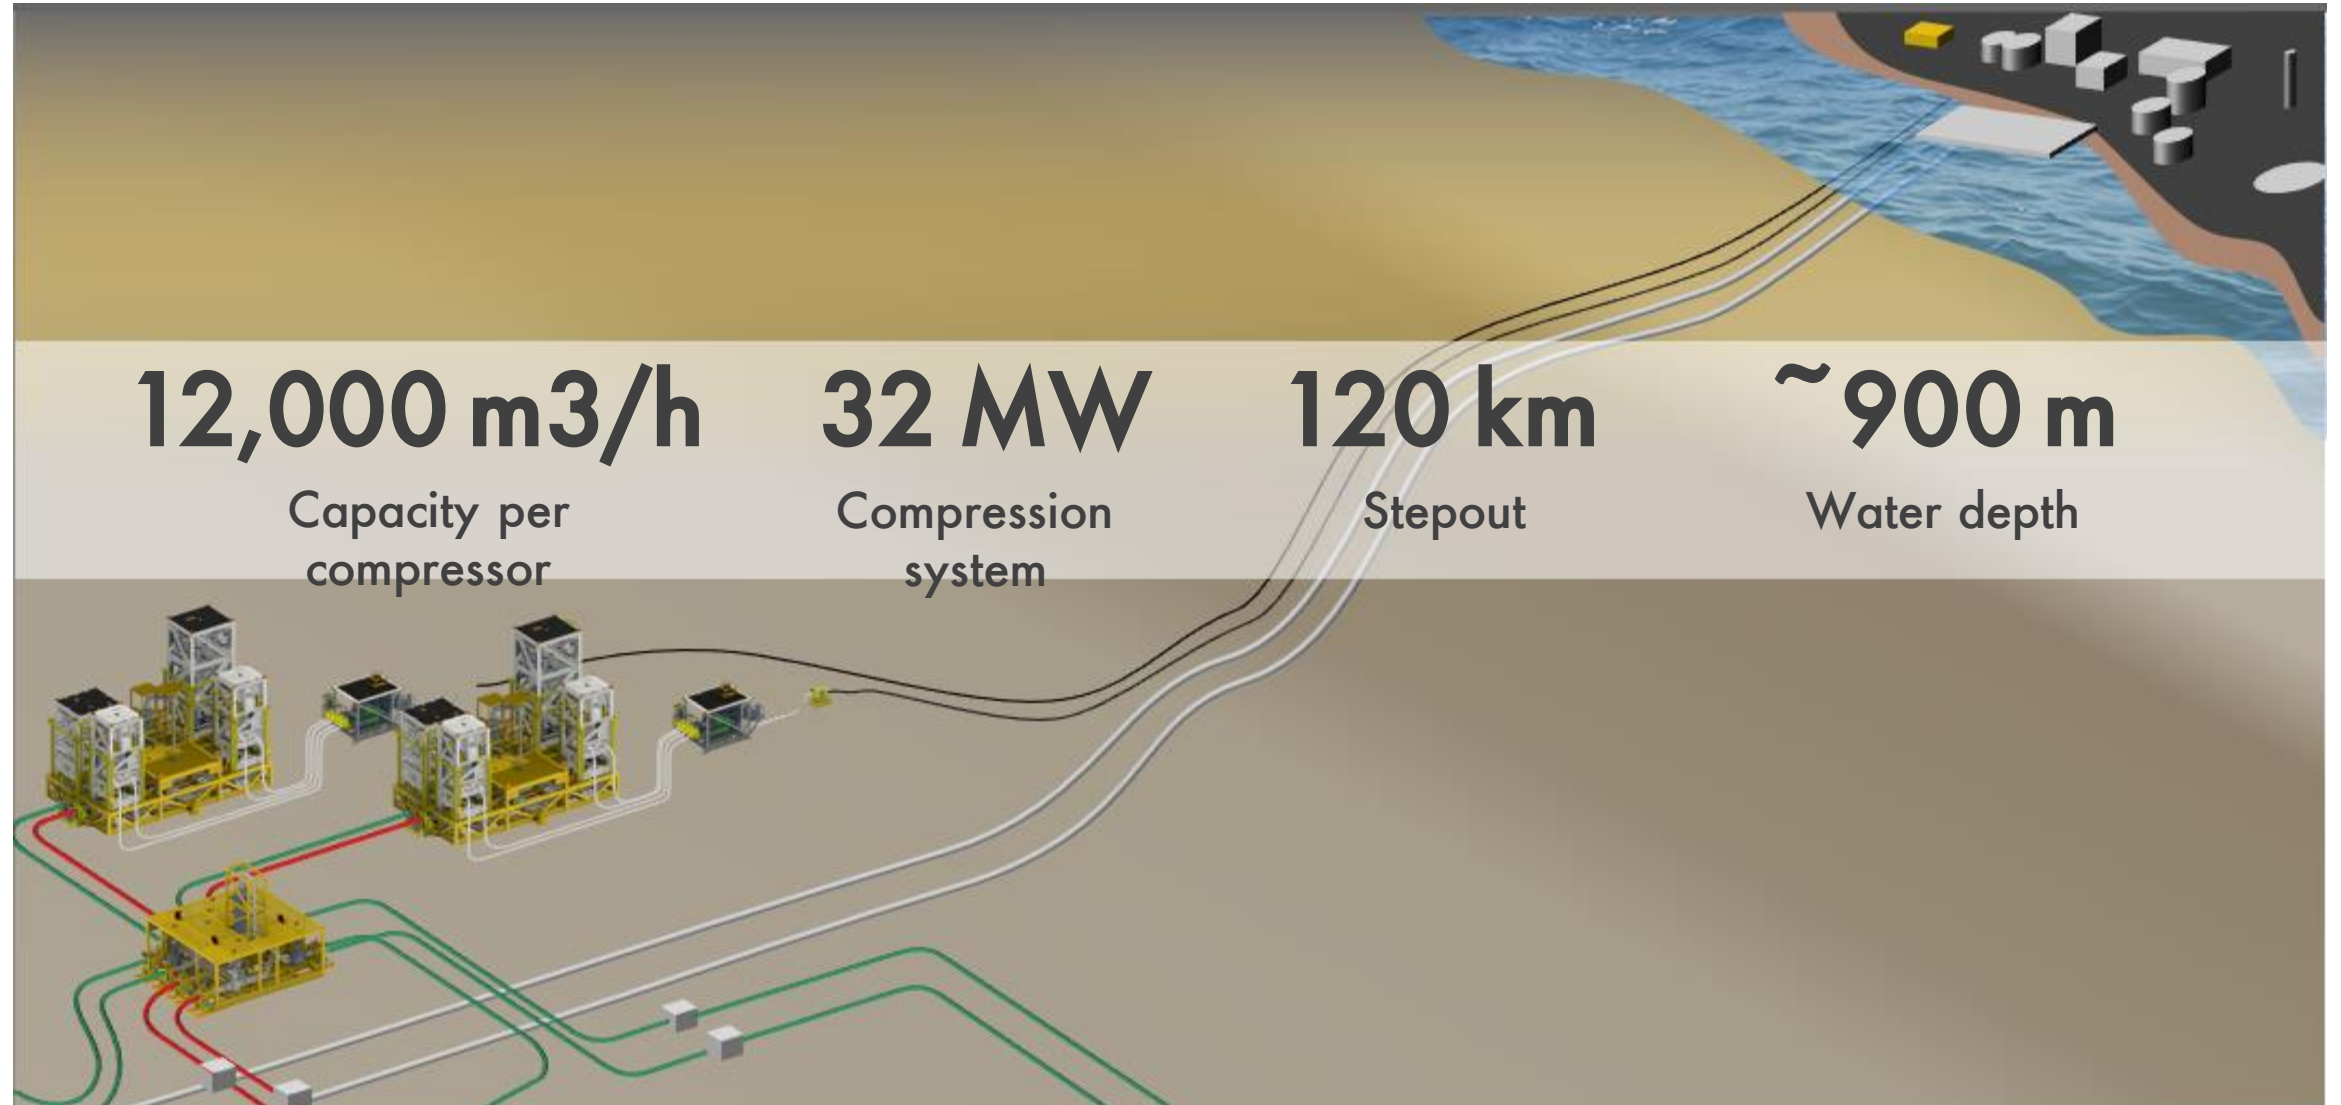 12,000 m3/h
Capacity per
compressor
32 MW
Compression
system
120 km
Stepout
~900 m
Water depth